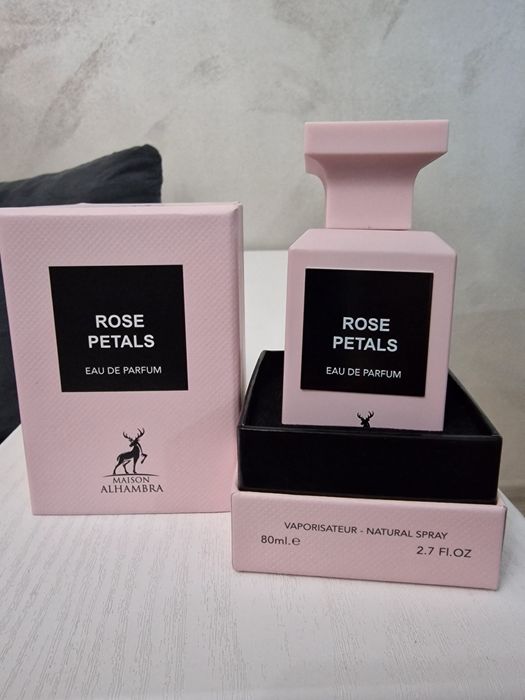 ROSE
PETALS
EAU DE PARFUM
MAISON
ALHAMBRA
ROSE
PETALS
EAU DE PARFUM
VAPORISATEUR - NATURAL SPRAY
80ml.e
2.7 FI.OZ